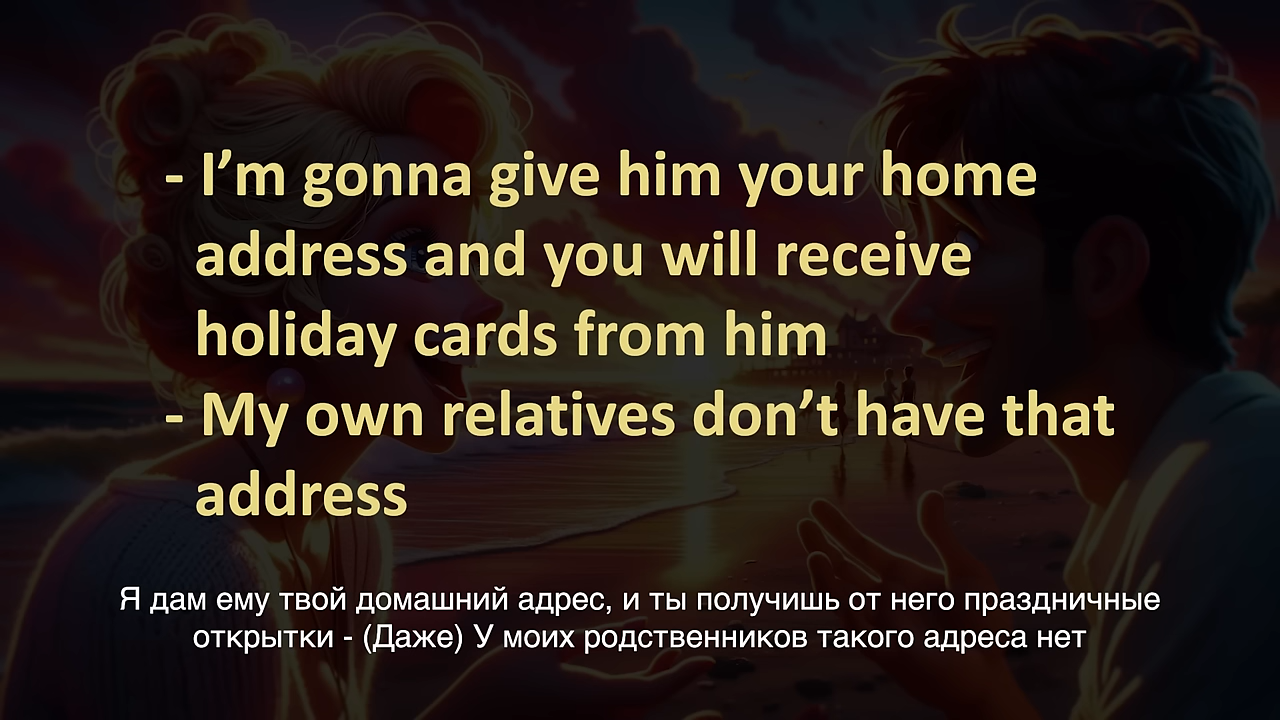 - I’m gonna give him your home
address and you will receive
holiday cards from him
- My own relatives don’t have that
address
Я дам ему твой домашний адрес, и ты получишь от него праздничные
открытки - (Даже) У моих родственников такого адреса нет